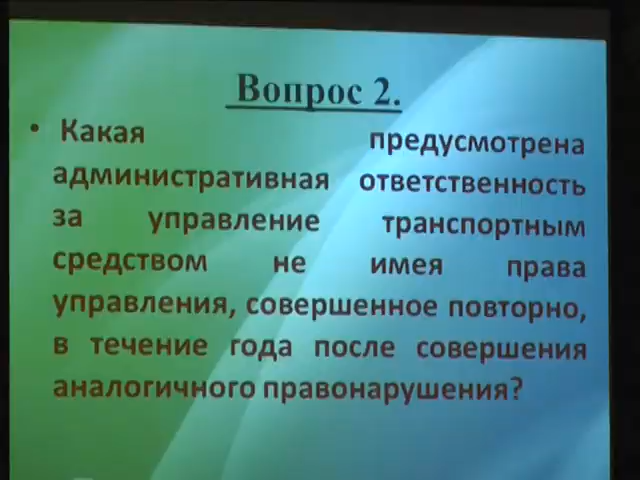 Вопрос 2.
• Какая предусмотрена
административная ответственность
за управление транспортным
средством не имея права
управления, совершенное повторно,
в течение года после совершения
аналогичного правонарушения?